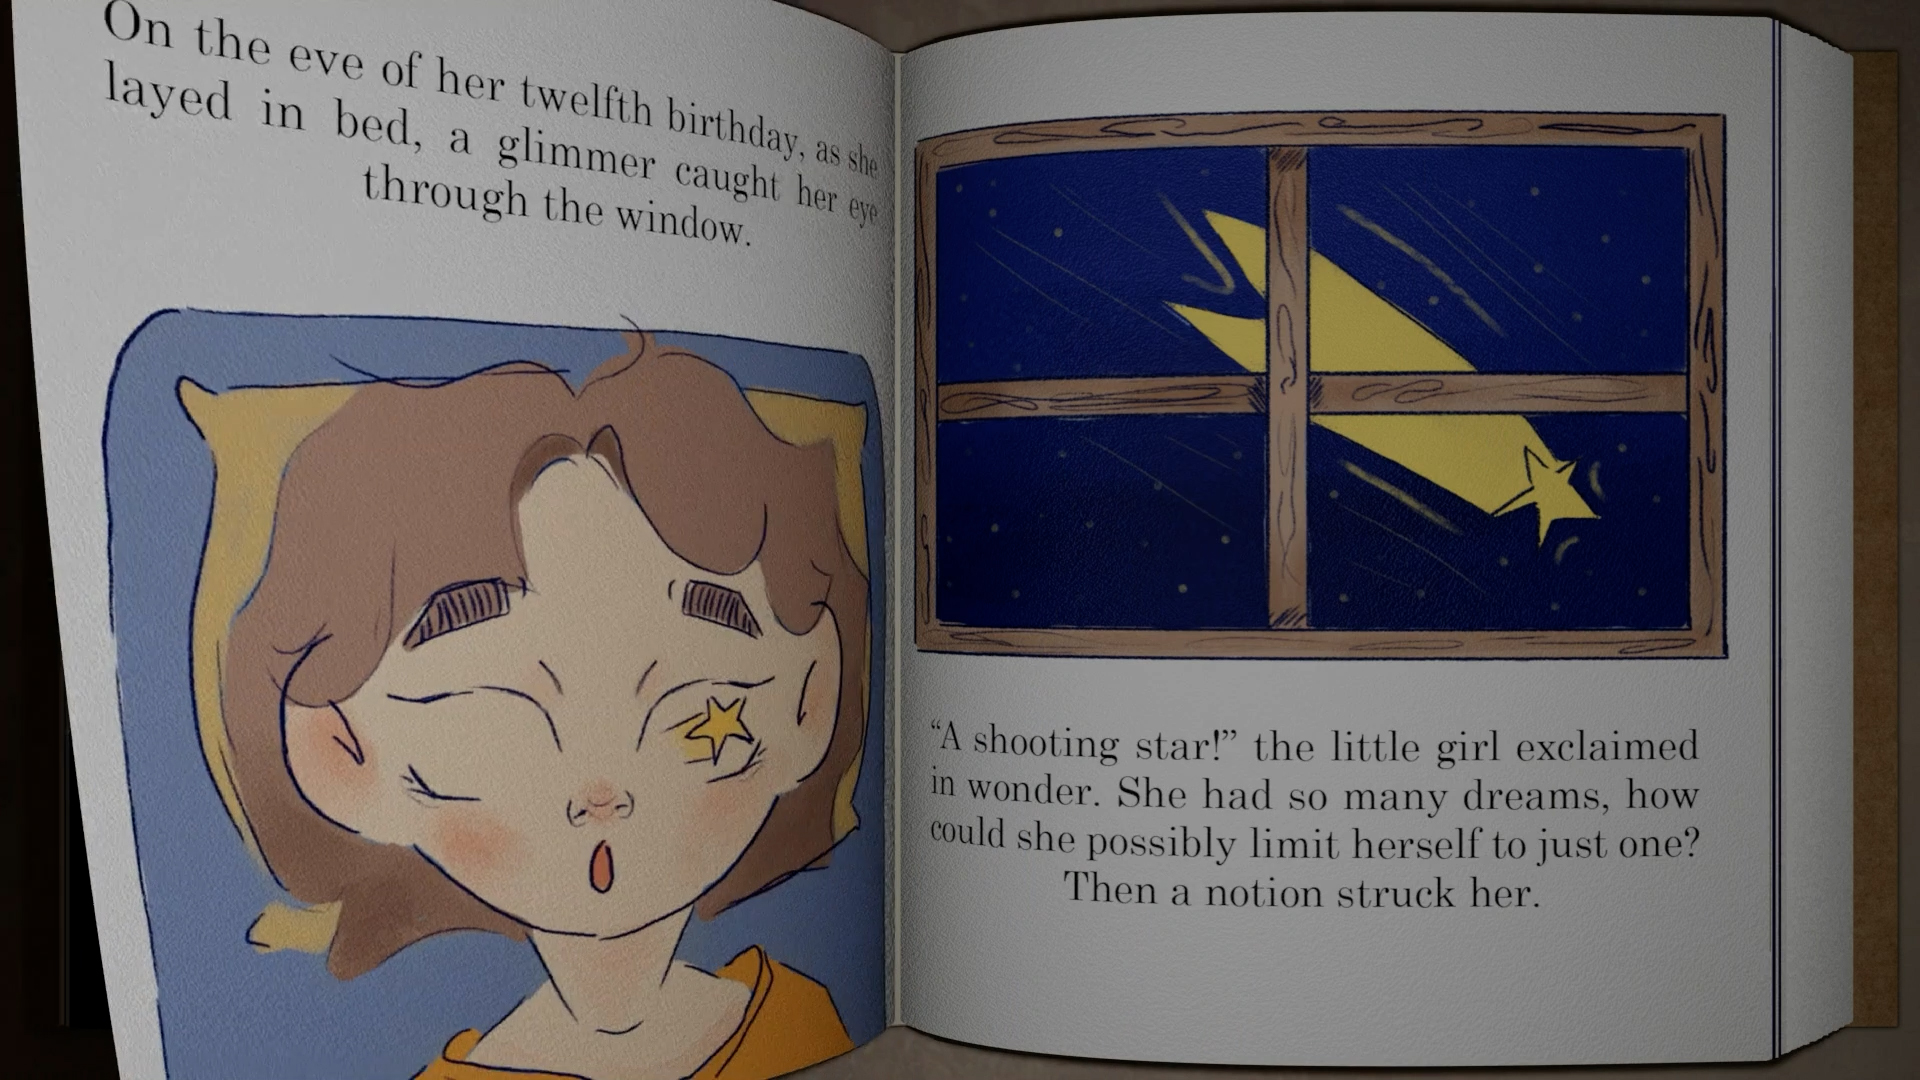 On the eve of her twelfth birthday, as she
layed in bed, a glimmer caught her eye
through the window.
“A shooting star!” the little girl exclaimed
in wonder. She had so many dreams, how
could she possibly limit herself to just one?
Then a notion struck her.